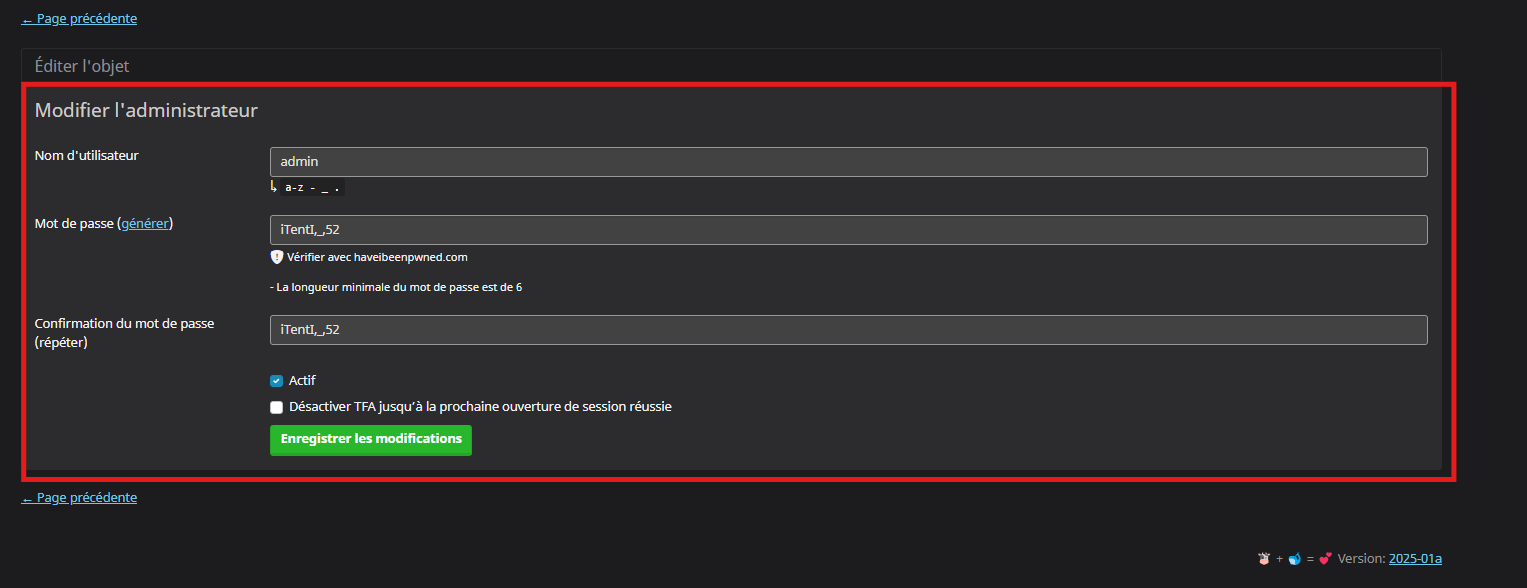 ← Page précédente
Éditer l'objet
Modifier l'administrateur
Nom d'utilisateur
admin
↳ a-z - _ .
Mot de passe (générer)
iTentI,_,52
Vérifier avec haveibeenpwned.com
- La longueur minimale du mot de passe est de 6
Confirmation du mot de passe
(répéter)
iTentI,_,52
Actif
Désactiver TFA jusqu'à la prochaine ouverture de session réussie
Enregistrer les modifications
← Page précédente
🐮 + 🐋 = 💕 Version: 2025-01a